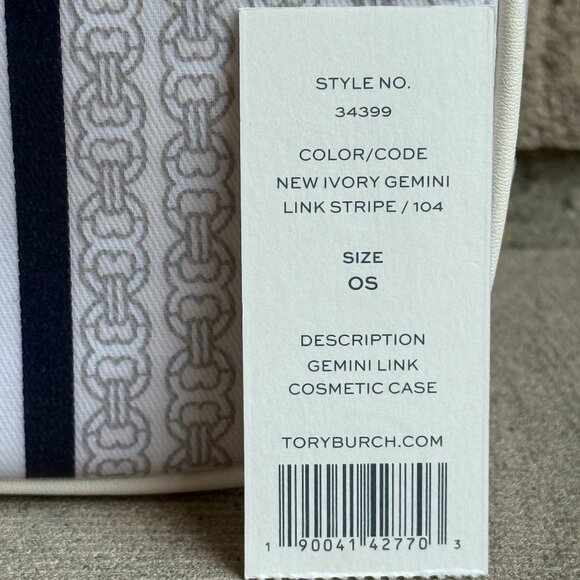 STYLE NO.
34399
COLOR/CODE
NEW IVORY GEMINI
LINK STRIPE / 104
SIZE
OS
DESCRIPTION
GEMINI LINK
COSMETIC CASE
TORYBURCH.COM
1 90041 42770 3